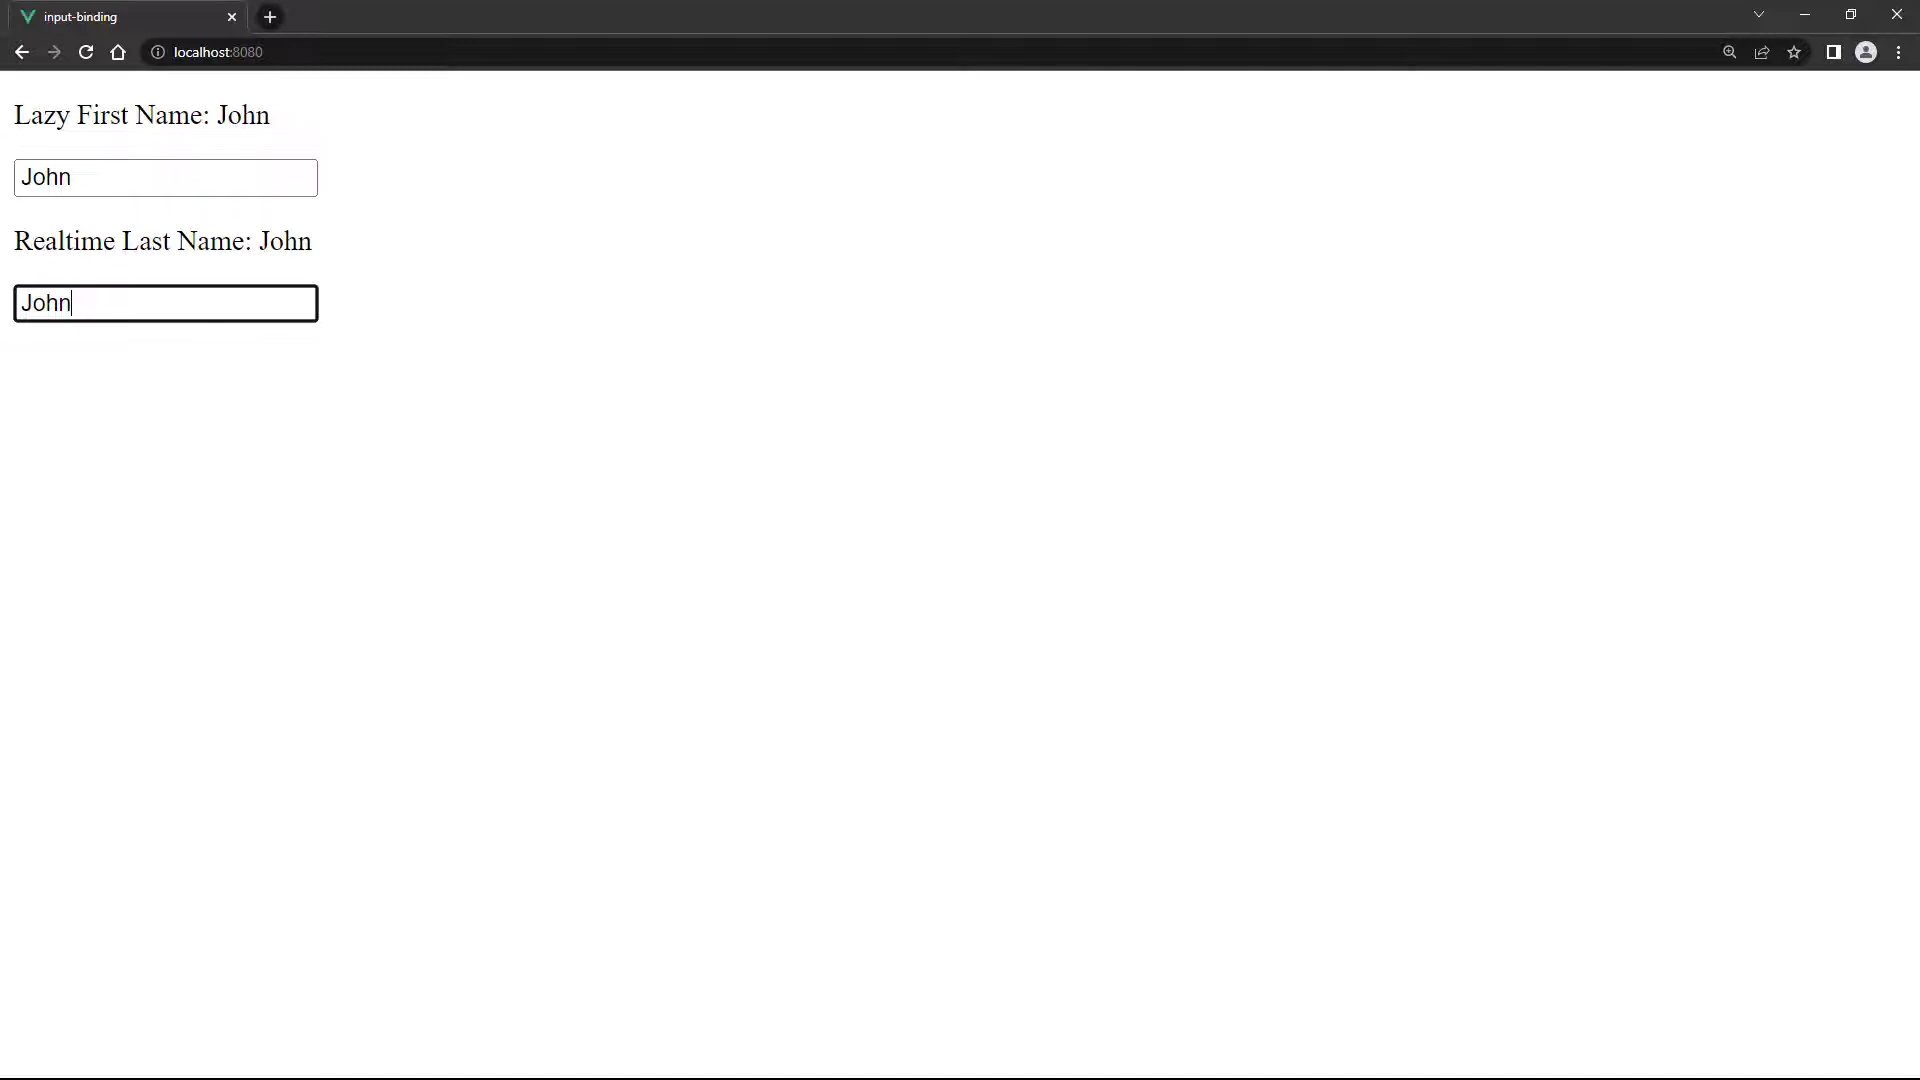 input-binding
localhost:8080
Lazy First Name: John
John
Realtime Last Name: John
John